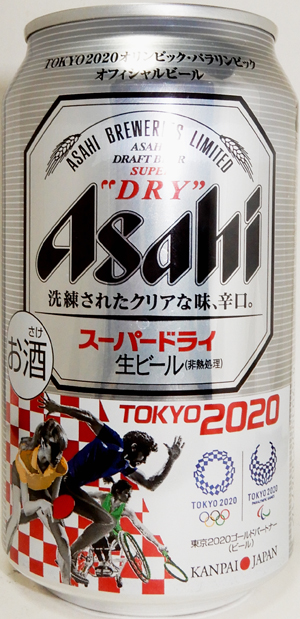 TOKYO2020オリンピック・パラリンピック
オフィシャルビール
ASAHI BREWERIES LIMITED
ASAHI
DRAFT BEER
SUPER
"DRY"
Asahi
洗練されたクリアな味、辛口。
さけ
お酒
スーパードライ
生ビール(非熱処理)
TOKYO 2020
TOKYO 2020
TOKYO 2020
東京2020ゴールドパートナー
(ビール)
KANPAI JAPAN